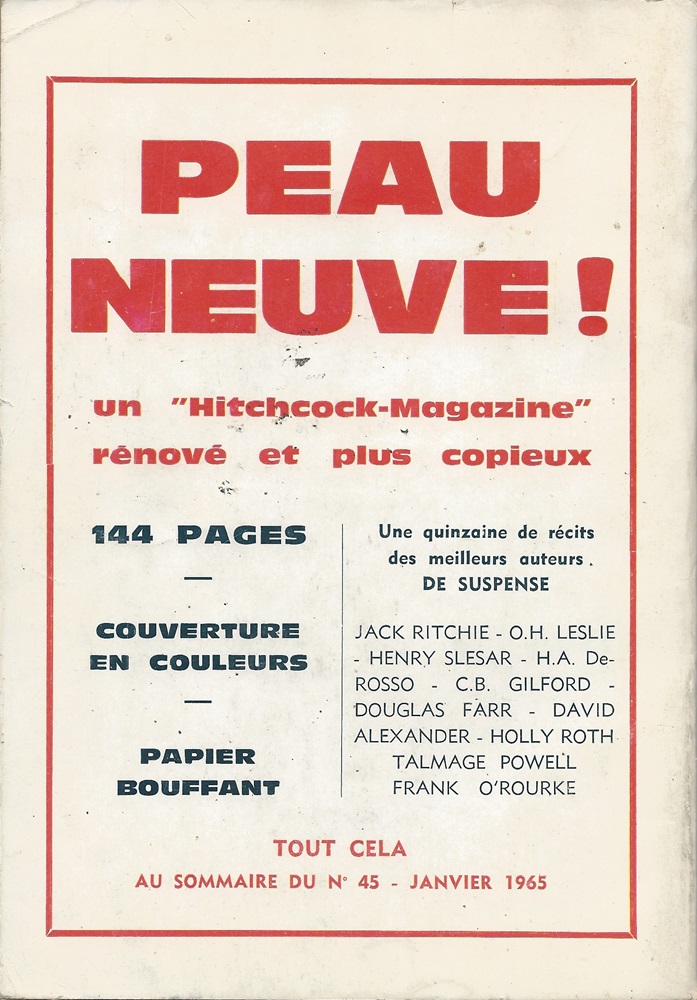 PEAU
NEUVE !
un "Hitchcock-Magazine"
rénové et plus copieux
144 PAGES
—
COUVERTURE
EN COULEURS
—
PAPIER
BOUFFANT
Une quinzaine de récits
des meilleurs auteurs .
DE SUSPENSE
JACK RITCHIE - O.H. LESLIE
- HENRY SLESAR - H.A. De-
ROSSO - C.B. GILFORD -
DOUGLAS FARR - DAVID
ALEXANDER - HOLLY ROTH
TALMAGE POWELL
FRANK O'ROURKE
TOUT CELA
AU SOMMAIRE DU N° 45 - JANVIER 1965